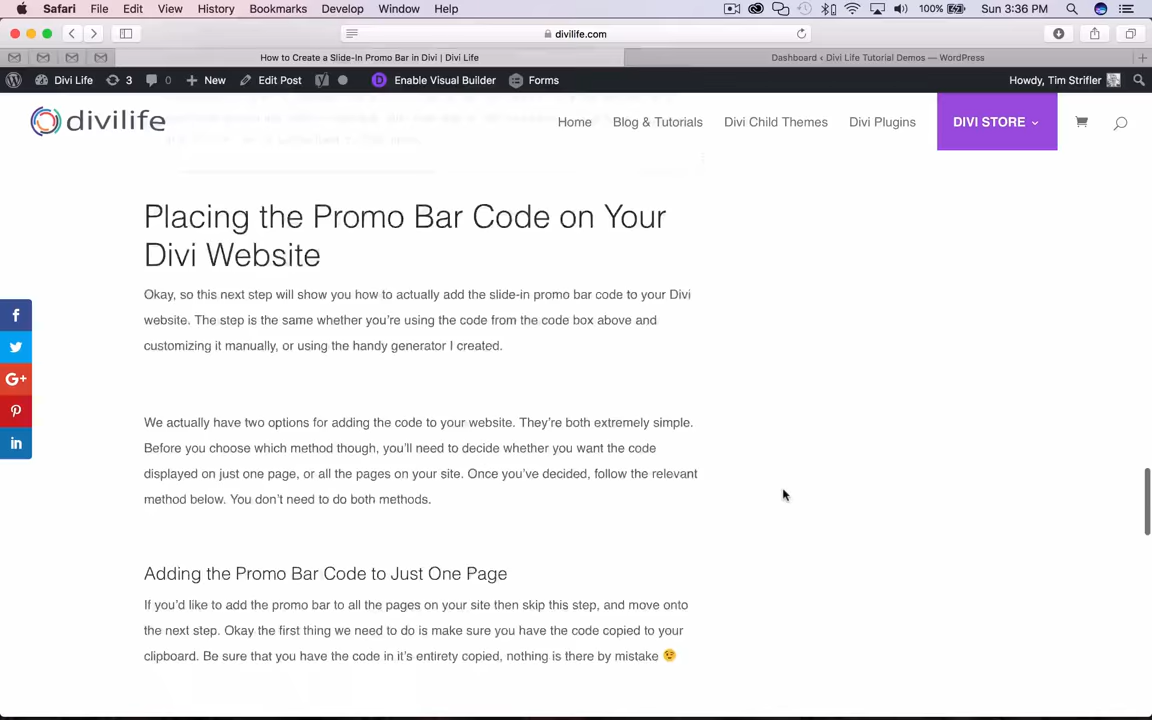 Safari File Edit View History Bookmarks Develop Window Help 100% Sun 3:36 PM
divilife.com
How to Create a Slide-In Promo Bar in Divi | Divi Life Dashboard ‹ Divi Life Tutorial Demos — WordPress
Divi Life 3 0 New Edit Post Enable Visual Builder Forms Howdy, Tim Strifler
divilife Home Blog & Tutorials Divi Child Themes Divi Plugins DIVI STORE
Placing the Promo Bar Code on Your
Divi Website
Okay, so this next step will show you how to actually add the slide-in promo bar code to your Divi
website. The step is the same whether you're using the code from the code box above and
customizing it manually, or using the handy generator I created.
We actually have two options for adding the code to your website. They're both extremely simple.
Before you choose which method though, you'll need to decide whether you want the code
displayed on just one page, or all the pages on your site. Once you've decided, follow the relevant
method below. You don't need to do both methods.
Adding the Promo Bar Code to Just One Page
If you'd like to add the promo bar to all the pages on your site then skip this step, and move onto
the next step. Okay the first thing we need to do is make sure you have the code copied to your
clipboard. Be sure that you have the code in it's entirety copied, nothing is there by mistake 😉
f
G+
in